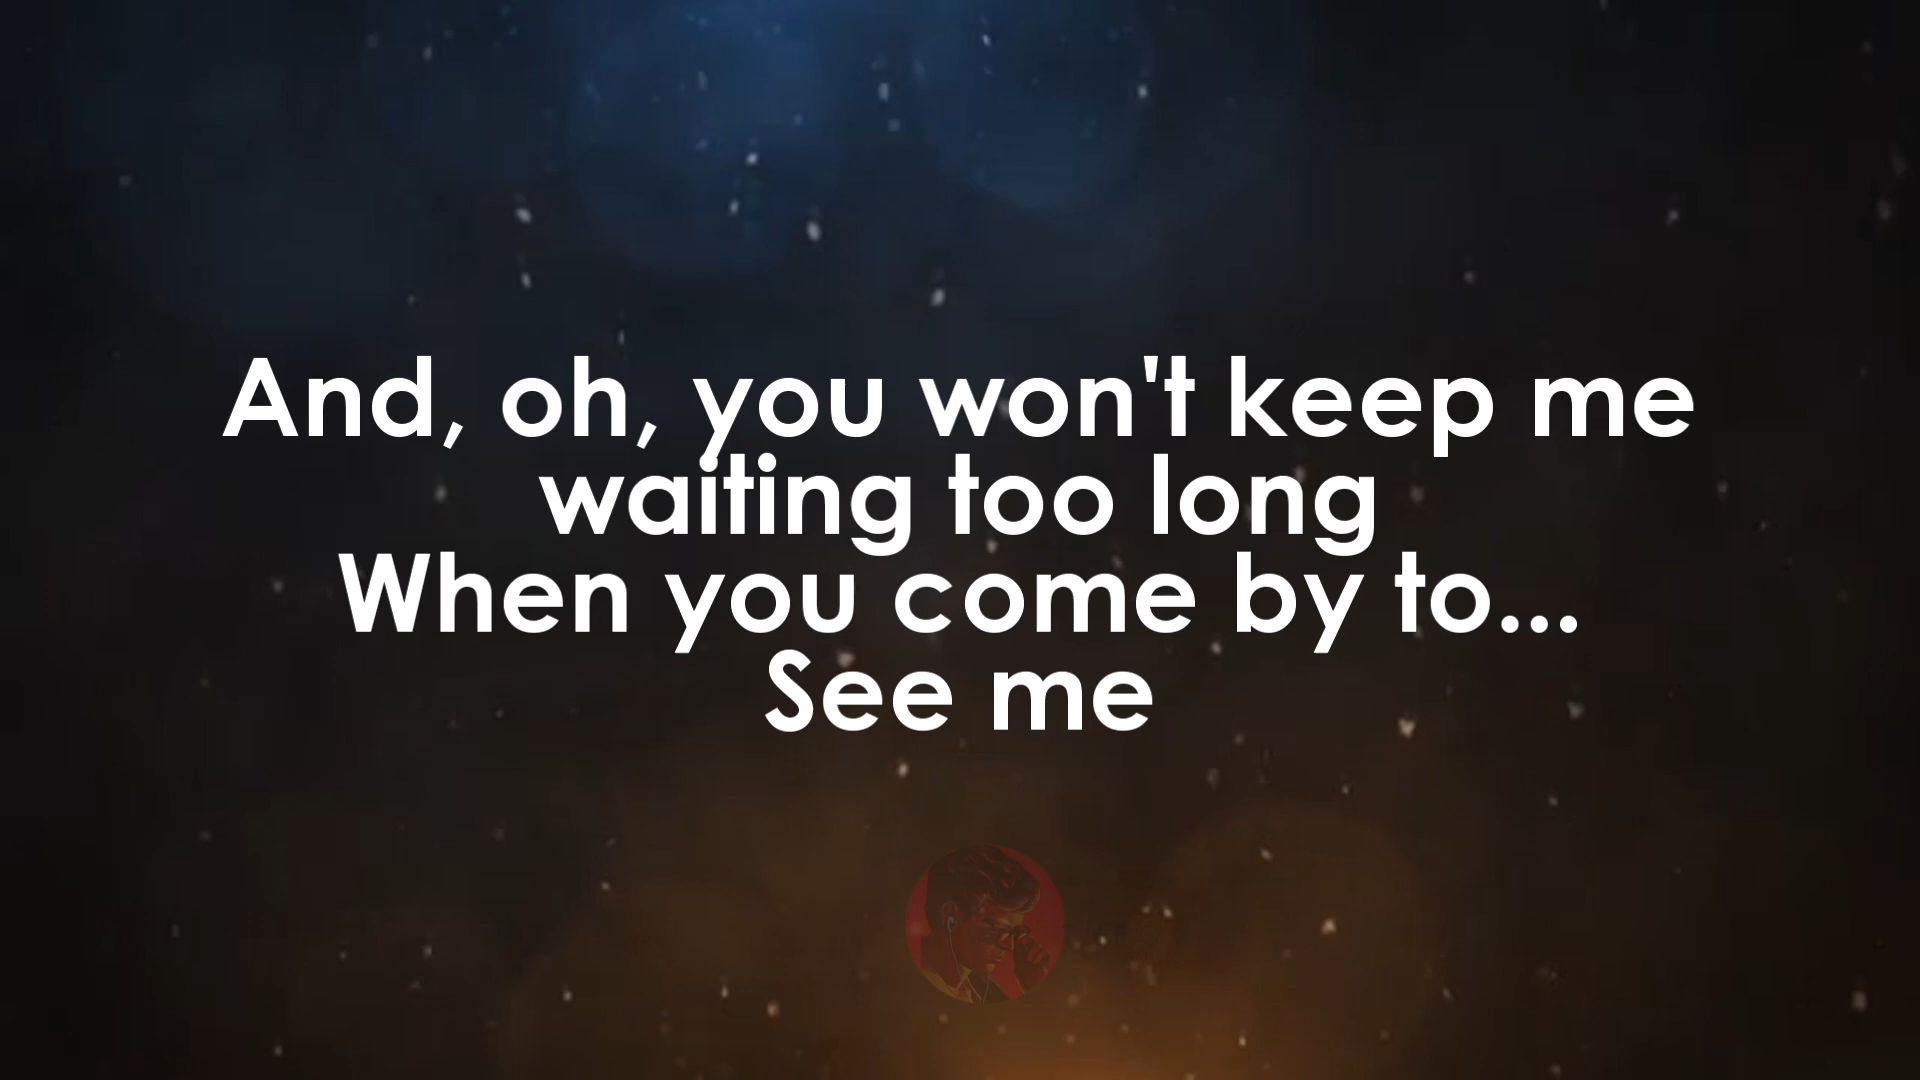 And, oh, you won't keep me
waiting too long
When you come by to...
See me